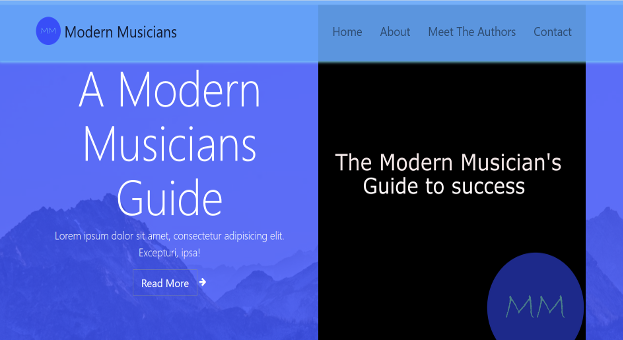 MM Modern Musicians
Home About Meet The Authors Contact
A Modern
Musicians
Guide
Lorem ipsum dolor sit amet, consectetur adipisicing elit.
Excepturi, ipsa!
Read More
The Modern Musician's
Guide to success
MM